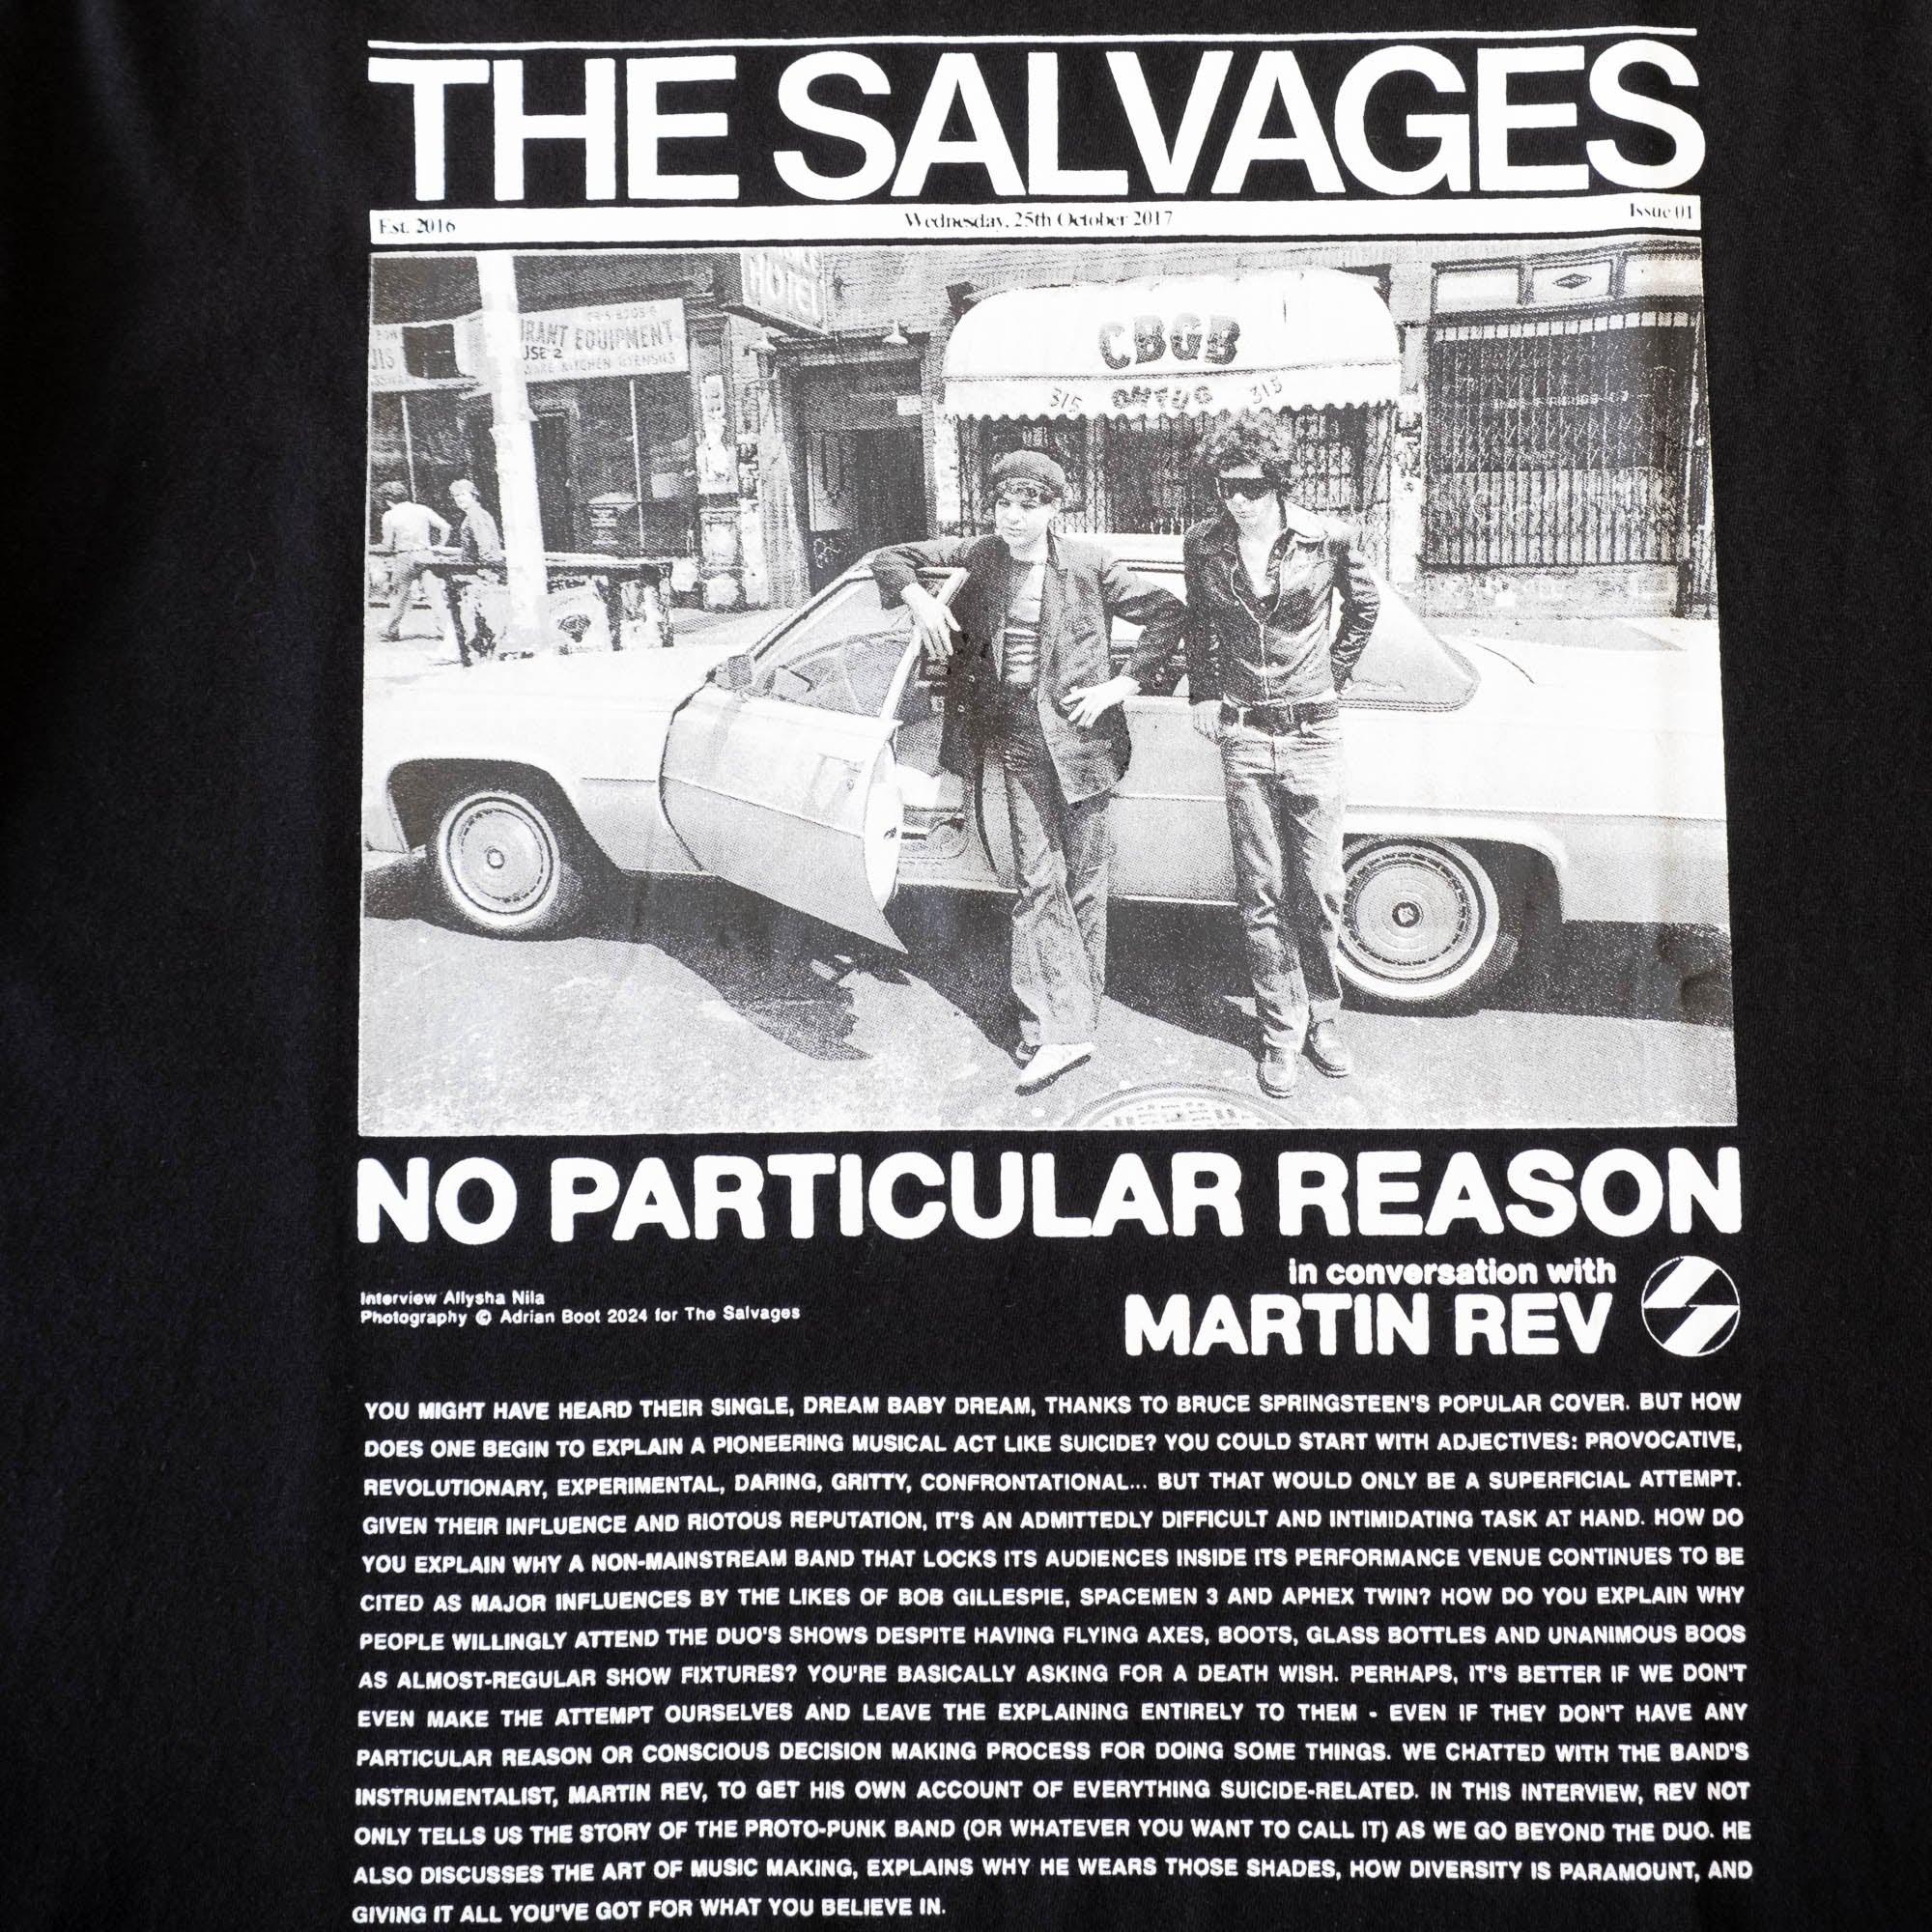 THE SALVAGES
Est. 2016 Wednesday, 25th October 2017 Issue 01
HOTEL
RANT EQUIPMENT
USE 2
KITCHEN UTENSILS
CBGB
315 OMFUG 315
NO PARTICULAR REASON
in conversation with
MARTIN REV
Interview Allysha Nila
Photography © Adrian Boot 2024 for The Salvages
YOU MIGHT HAVE HEARD THEIR SINGLE, DREAM BABY DREAM, THANKS TO BRUCE SPRINGSTEEN'S POPULAR COVER. BUT HOW
DOES ONE BEGIN TO EXPLAIN A PIONEERING MUSICAL ACT LIKE SUICIDE? YOU COULD START WITH ADJECTIVES: PROVOCATIVE,
REVOLUTIONARY, EXPERIMENTAL, DARING, GRITTY, CONFRONTATIONAL... BUT THAT WOULD ONLY BE A SUPERFICIAL ATTEMPT.
GIVEN THEIR INFLUENCE AND RIOTOUS REPUTATION, IT'S AN ADMITTEDLY DIFFICULT AND INTIMIDATING TASK AT HAND. HOW DO
YOU EXPLAIN WHY A NON-MAINSTREAM BAND THAT LOCKS ITS AUDIENCES INSIDE ITS PERFORMANCE VENUE CONTINUES TO BE
CITED AS MAJOR INFLUENCES BY THE LIKES OF BOB GILLESPIE, SPACEMEN 3 AND APHEX TWIN? HOW DO YOU EXPLAIN WHY
PEOPLE WILLINGLY ATTEND THE DUO'S SHOWS DESPITE HAVING FLYING AXES, BOOTS, GLASS BOTTLES AND UNANIMOUS BOOS
AS ALMOST-REGULAR SHOW FIXTURES? YOU'RE BASICALLY ASKING FOR A DEATH WISH. PERHAPS, IT'S BETTER IF WE DON'T
EVEN MAKE THE ATTEMPT OURSELVES AND LEAVE THE EXPLAINING ENTIRELY TO THEM - EVEN IF THEY DON'T HAVE ANY
PARTICULAR REASON OR CONSCIOUS DECISION MAKING PROCESS FOR DOING SOME THINGS. WE CHATTED WITH THE BAND'S
INSTRUMENTALIST, MARTIN REV, TO GET HIS OWN ACCOUNT OF EVERYTHING SUICIDE-RELATED. IN THIS INTERVIEW, REV NOT
ONLY TELLS US THE STORY OF THE PROTO-PUNK BAND (OR WHATEVER YOU WANT TO CALL IT) AS WE GO BEYOND THE DUO. HE
ALSO DISCUSSES THE ART OF MUSIC MAKING, EXPLAINS WHY HE WEARS THOSE SHADES, HOW DIVERSITY IS PARAMOUNT, AND
GIVING IT ALL YOU'VE GOT FOR WHAT YOU BELIEVE IN.